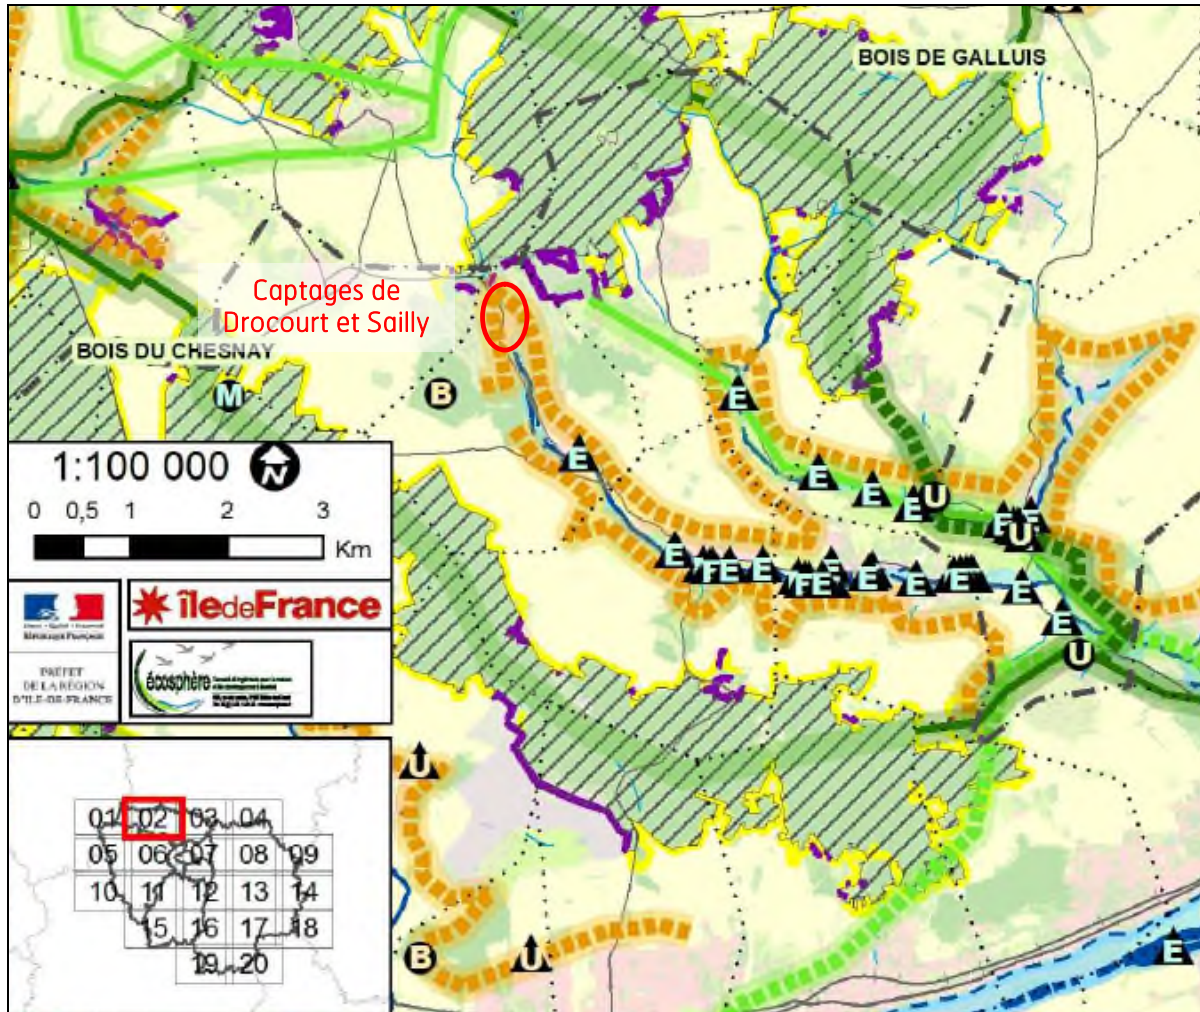 BOIS DE GALLUIS
Captages de
Drocourt et Sailly
BOIS DU CHESNAY
M
B
E
E
E
E
E
U
E
U
E
E
E
E
E
E
E
E
E
E
U
1:100 000
N
0 0,5 1 2 3
Km
îledeFrance
PRÉFET
DE LA RÉGION
D'ILE-DE-FRANCE
écosphère
U
B
U
E
01 02 03 04
05 06 07 08 09
10 11 12 13 14
15 16 17 18
19 20